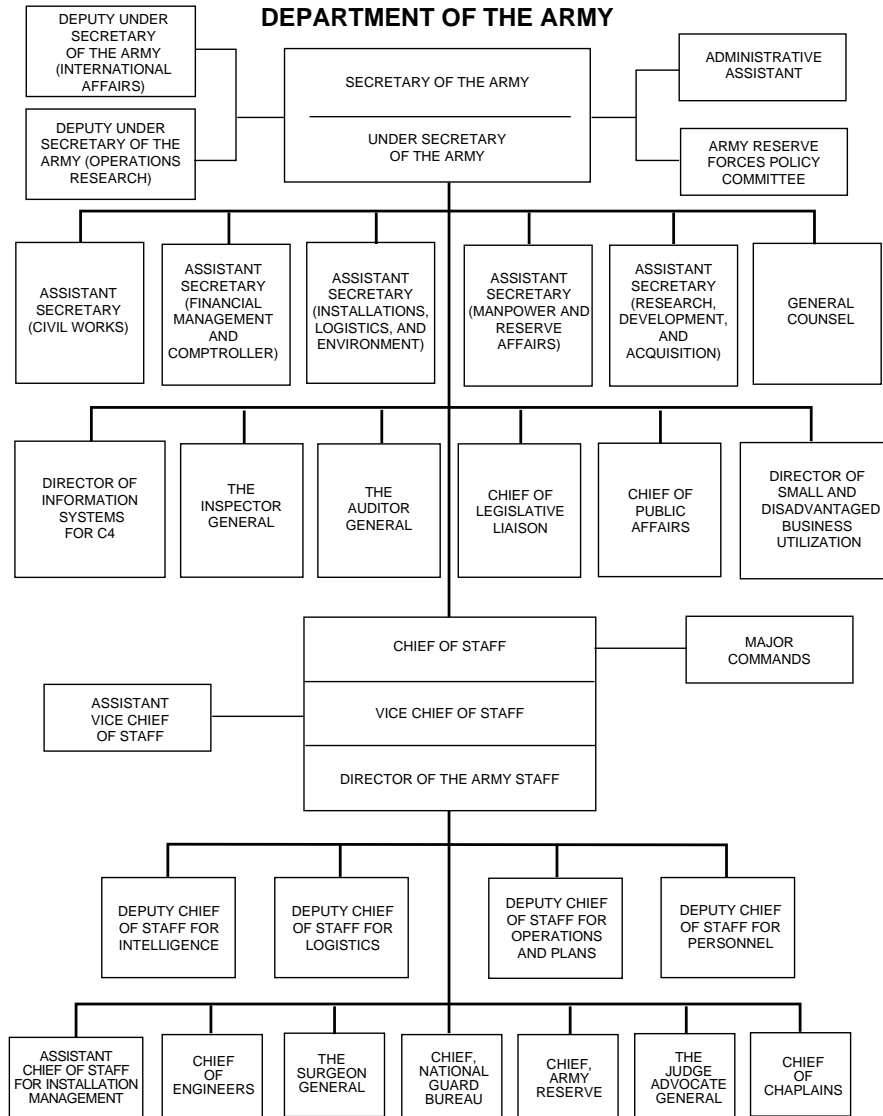 DEPARTMENT OF THE ARMY
DEPUTY UNDER
SECRETARY
OF THE ARMY
(INTERNATIONAL
AFFAIRS)
DEPUTY UNDER
SECRETARY OF THE
ARMY (OPERATIONS
RESEARCH)
SECRETARY OF THE ARMY
UNDER SECRETARY
OF THE ARMY
ADMINISTRATIVE
ASSISTANT
ARMY RESERVE
FORCES POLICY
COMMITTEE
ASSISTANT
SECRETARY
(CIVIL WORKS)
ASSISTANT
SECRETARY
(FINANCIAL
MANAGEMENT
AND
COMPTROLLER)
ASSISTANT
SECRETARY
(INSTALLATIONS,
LOGISTICS, AND
ENVIRONMENT)
ASSISTANT
SECRETARY
(MANPOWER AND
RESERVE
AFFAIRS)
ASSISTANT
SECRETARY
(RESEARCH,
DEVELOPMENT,
AND
ACQUISITION)
GENERAL
COUNSEL
DIRECTOR OF
INFORMATION
SYSTEMS
FOR C4
THE
INSPECTOR
GENERAL
THE
AUDITOR
GENERAL
CHIEF OF
LEGISLATIVE
LIAISON
CHIEF OF
PUBLIC
AFFAIRS
DIRECTOR OF
SMALL AND
DISADVANTAGED
BUSINESS
UTILIZATION
CHIEF OF STAFF
MAJOR
COMMANDS
ASSISTANT
VICE CHIEF
OF STAFF
VICE CHIEF OF STAFF
DIRECTOR OF THE ARMY STAFF
DEPUTY CHIEF
OF STAFF FOR
INTELLIGENCE
DEPUTY CHIEF
OF STAFF FOR
LOGISTICS
DEPUTY CHIEF
OF STAFF FOR
OPERATIONS
AND PLANS
DEPUTY CHIEF
OF STAFF FOR
PERSONNEL
ASSISTANT
CHIEF OF STAFF
FOR INSTALLATION
MANAGEMENT
CHIEF
OF ENGINEERS
THE
SURGEON
GENERAL
CHIEF,
NATIONAL
GUARD
BUREAU
CHIEF,
ARMY
RESERVE
THE
JUDGE
ADVOCATE
GENERAL
CHIEF
OF CHAPLAINS